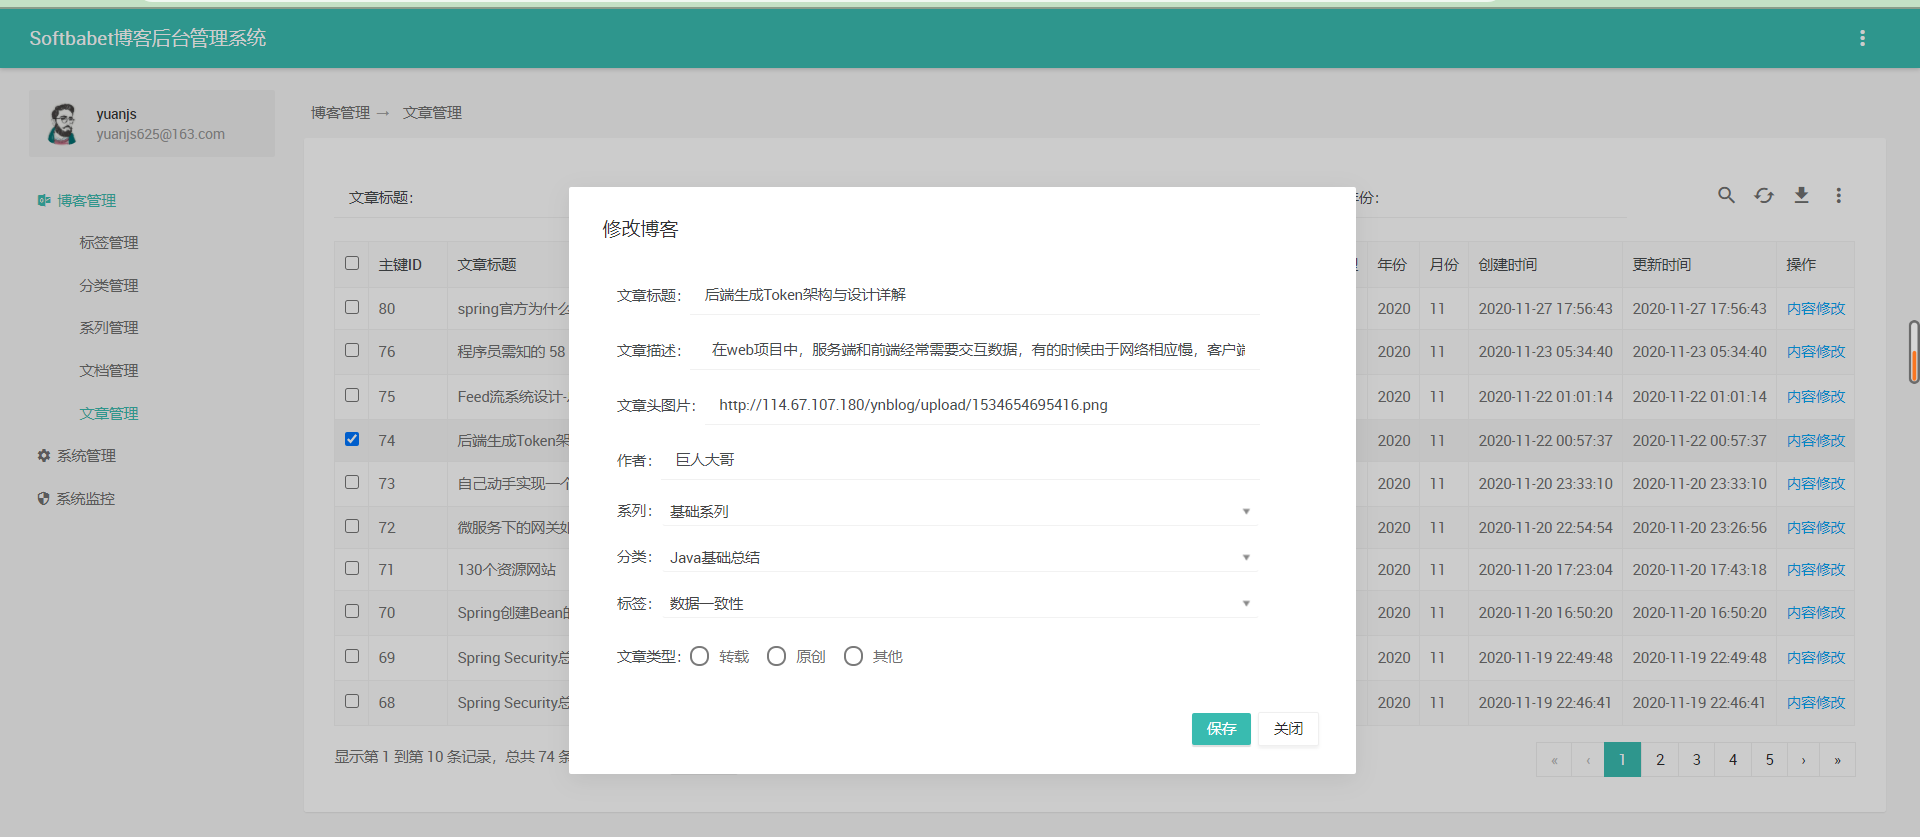 Softbabet博客后台管理系统
yuanjs
yuanjs625@163.com
博客管理
标签管理
分类管理
系列管理
文档管理
文章管理
系统管理
系统监控
博客管理 → 文章管理
文章标题：
份：
主键ID 文章标题 年份 月份 创建时间 更新时间 操作
80 spring官方为什么 2020 11 2020-11-27 17:56:43 2020-11-27 17:56:43 内容修改
76 程序员需知的 58 2020 11 2020-11-23 05:34:40 2020-11-23 05:34:40 内容修改
75 Feed流系统设计- 2020 11 2020-11-22 01:01:14 2020-11-22 01:01:14 内容修改
74 后端生成Token架 2020 11 2020-11-22 00:57:37 2020-11-22 00:57:37 内容修改
73 自己动手实现一个 2020 11 2020-11-20 23:33:10 2020-11-20 23:33:10 内容修改
72 微服务下的网关如 2020 11 2020-11-20 22:54:54 2020-11-20 23:26:56 内容修改
71 130个资源网站 2020 11 2020-11-20 17:23:04 2020-11-20 17:43:18 内容修改
70 Spring创建Bean的 2020 11 2020-11-20 16:50:20 2020-11-20 16:50:20 内容修改
69 Spring Security总 2020 11 2020-11-19 22:49:48 2020-11-19 22:49:48 内容修改
68 Spring Security总 2020 11 2020-11-19 22:46:41 2020-11-19 22:46:41 内容修改
显示第 1 到第 10 条记录，总共 74 条
« ‹ 1 2 3 4 5 › »
修改博客
文章标题： 后端生成Token架构与设计详解
文章描述： 在web项目中，服务端和前端经常需要交互数据，有的时候由于网络相应慢，客户端
文章头图片： http://114.67.107.180/ynblog/upload/1534654695416.png
作者： 巨人大哥
系列： 基础系列
分类： Java基础总结
标签： 数据一致性
文章类型： 转载 原创 其他
保存 关闭